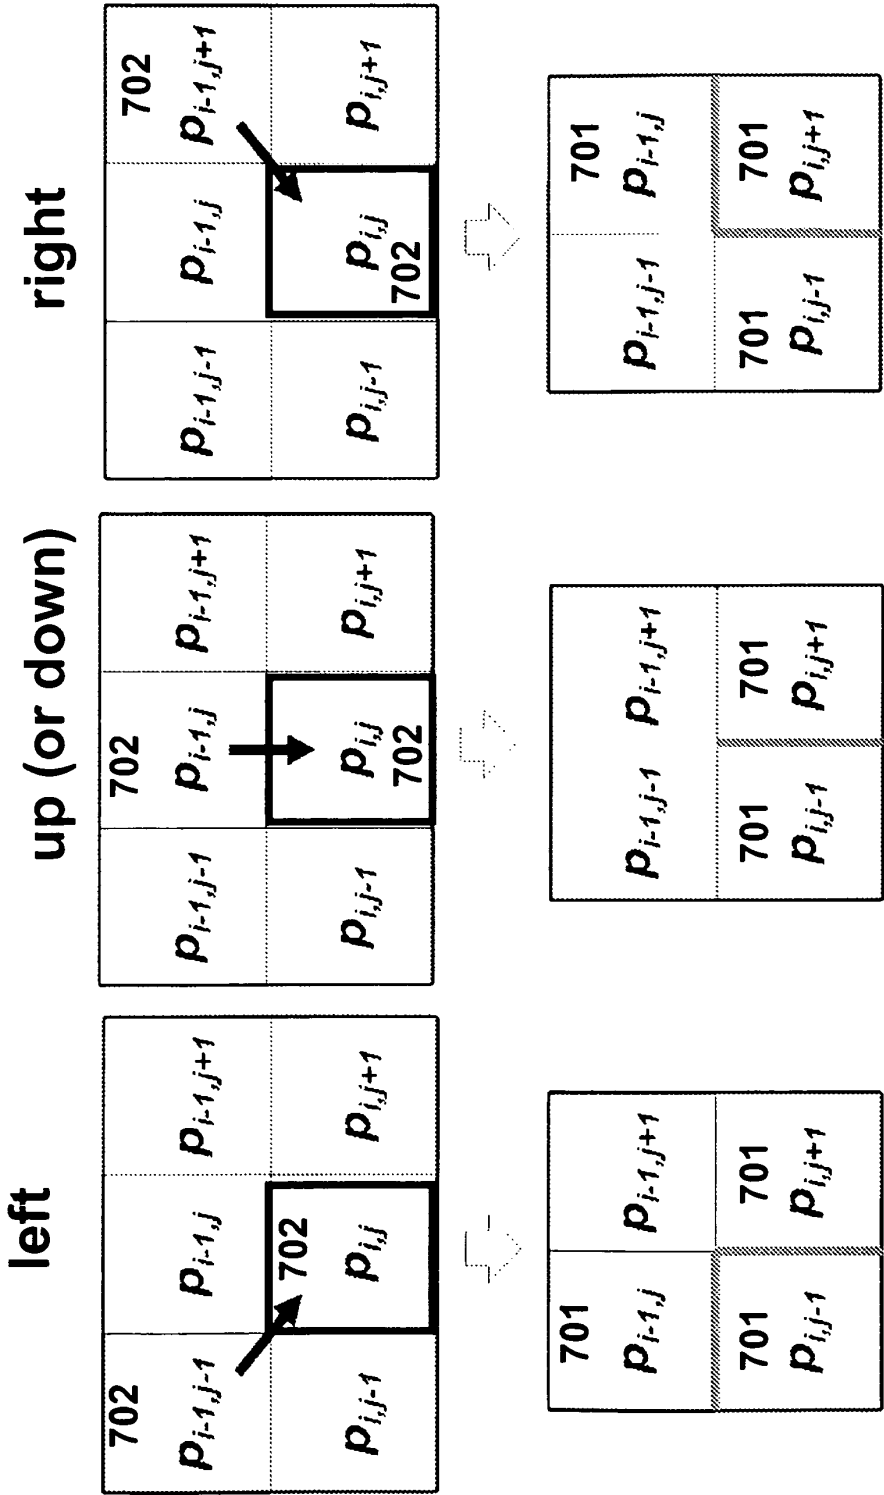 left
702
p_{i-1,j-1} p_{i-1,j} p_{i-1,j+1}
702
p_{i,j-1} p_{i,j} p_{i,j+1}
701
p_{i-1,j} p_{i-1,j+1}
701 701
p_{i,j-1} p_{i,j+1}
up (or down)
702
p_{i-1,j-1} p_{i-1,j} p_{i-1,j+1}
p_{i,j-1} p_{i,j} p_{i,j+1}
702
p_{i-1,j-1} p_{i-1,j+1}
701 701
p_{i,j-1} p_{i,j+1}
right
702
p_{i-1,j-1} p_{i-1,j} p_{i-1,j+1}
p_{i,j-1} p_{i,j} p_{i,j+1}
702
701
p_{i-1,j-1} p_{i-1,j}
701 701
p_{i,j-1} p_{i,j+1}